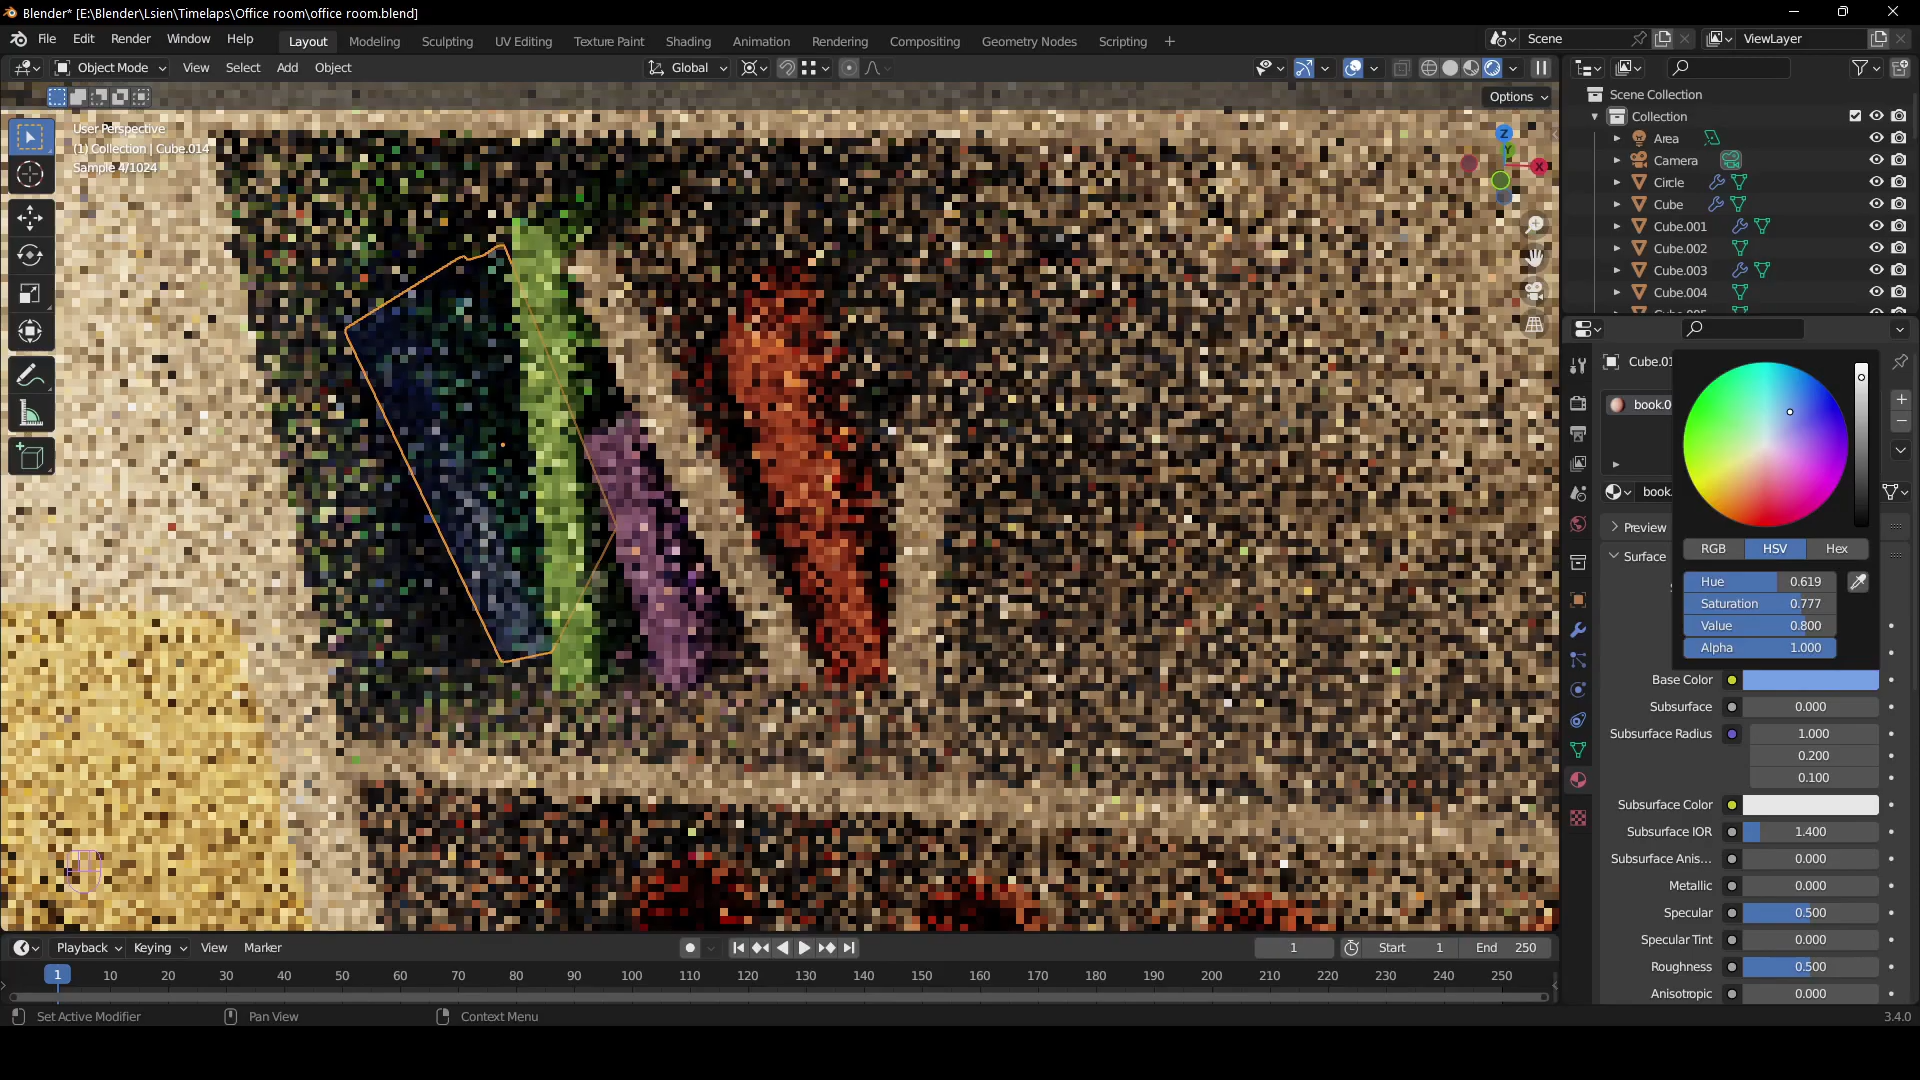 Blender* [E:\Blender\Lsien\Timelaps\Office room\office room.blend]
File Edit Render Window Help Layout Modeling Sculpting UV Editing Texture Paint Shading Animation Rendering Compositing Geometry Nodes Scripting + Scene ViewLayer
Object Mode View Select Add Object Global
Options
User Perspective
(1) Collection | Cube.014
Sample 4/1024
Z
Y
X
Scene Collection
Collection
Area
Camera
Circle
Cube
Cube.001
Cube.002
Cube.003
Cube.004
Cube.01
book.0
book.
Preview
Surface
RGB HSV Hex
Hue 0.619
Saturation 0.777
Value 0.800
Alpha 1.000
Base Color
Subsurface 0.000
Subsurface Radius 1.000
0.200
0.100
Subsurface Color
Subsurface IOR 1.400
Subsurface Anis... 0.000
Metallic 0.000
Specular 0.500
Specular Tint 0.000
Roughness 0.500
Anisotropic 0.000
Playback Keying View Marker 1 Start 1 End 250
1 10 20 30 40 50 60 70 80 90 100 110 120 130 140 150 160 170 180 190 200 210 220 230 240 250
Set Active Modifier Pan View Context Menu 3.4.0